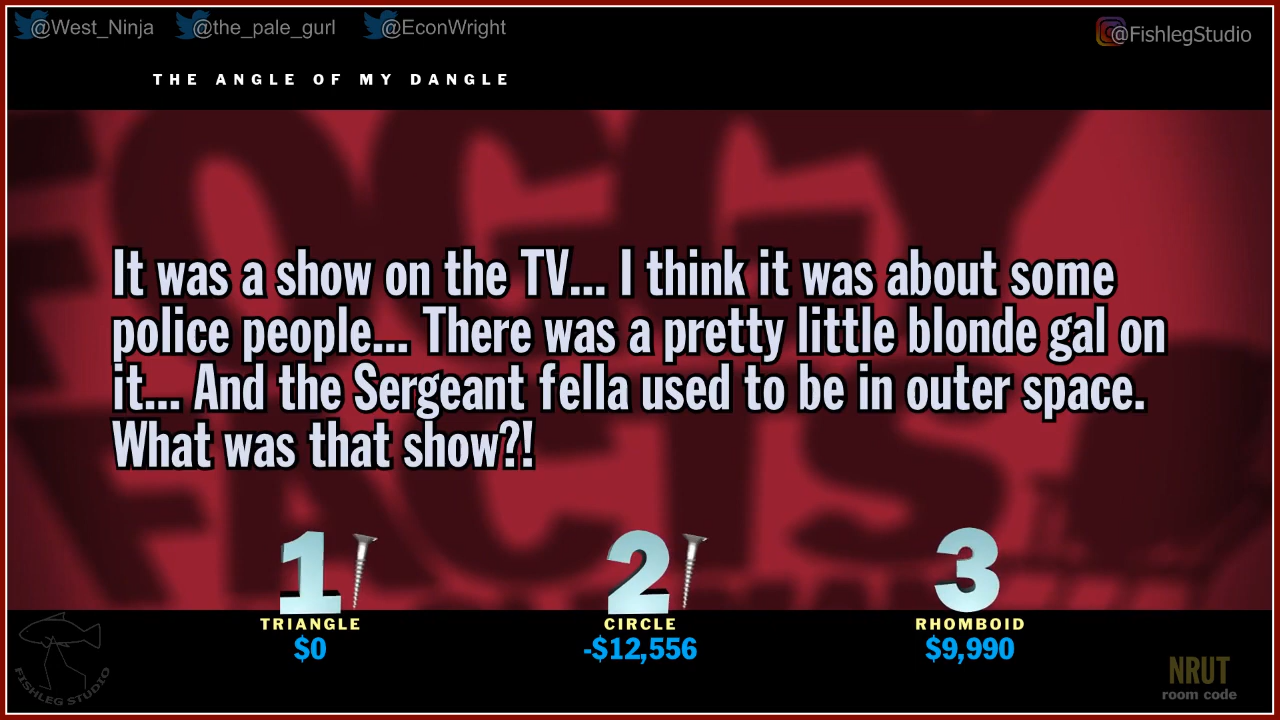 @West_Ninja @the_pale_gurl @EconWright @FishlegStudio
THE ANGLE OF MY DANGLE
It was a show on the TV... I think it was about some
police people... There was a pretty little blonde gal on
it... And the Sergeant fella used to be in outer space.
What was that show?!
1 2 3
TRIANGLE CIRCLE RHOMBOID
$0 -$12,556 $9,990
FISHLEG STUDIO
NRUT
room code